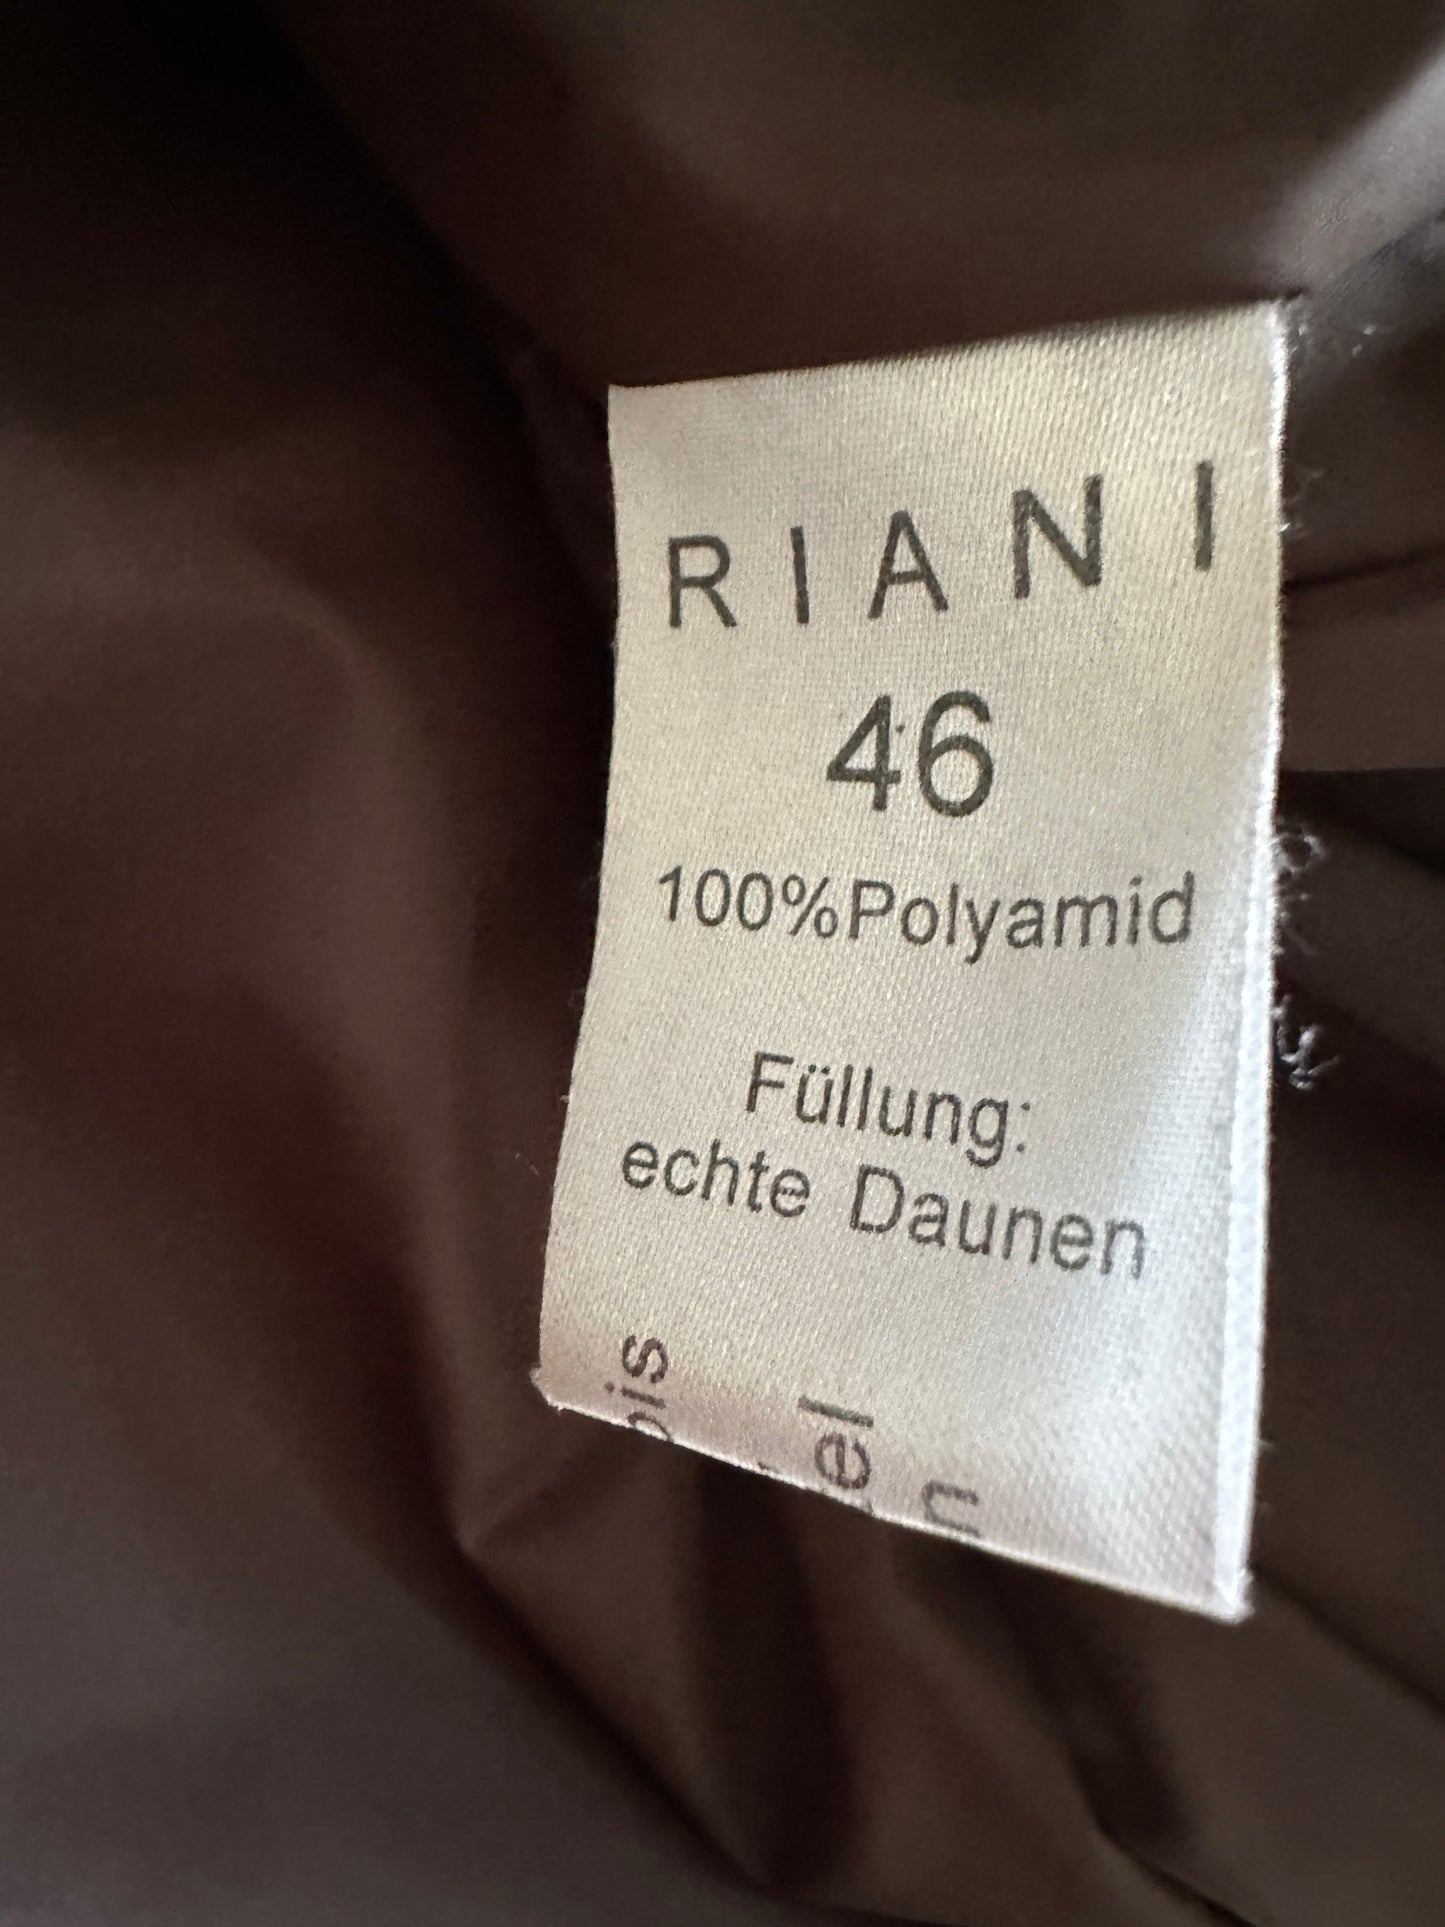 RIANI
46
100%Polyamid
Füllung:
echte Daunen